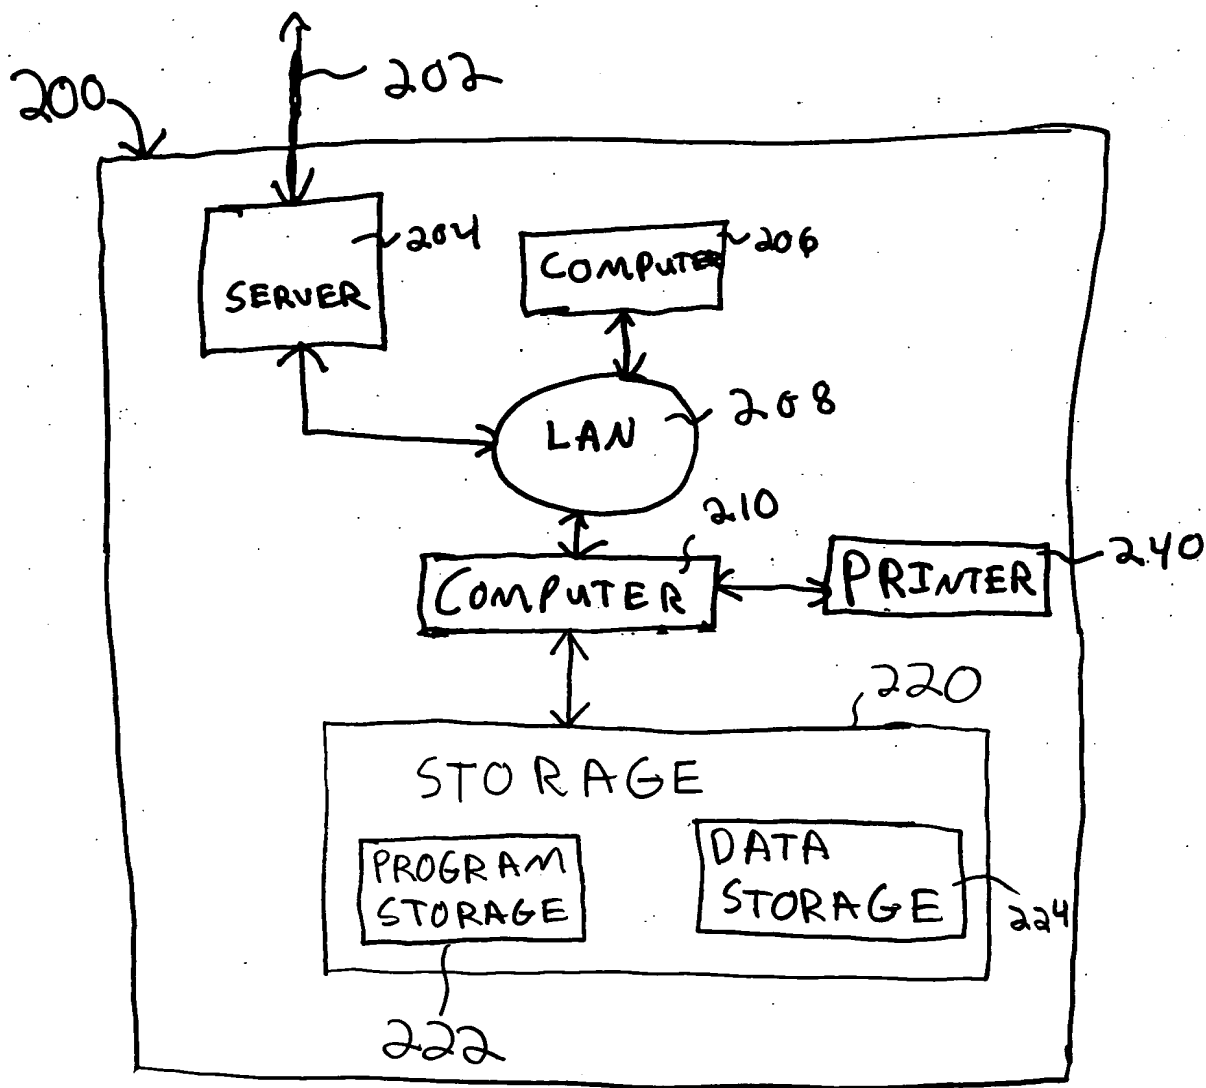 202
200
204
SERVER
206
COMPUTER
208
LAN
210
COMPUTER
240
PRINTER
220
STORAGE
PROGRAM
STORAGE
DATA
STORAGE
224
222